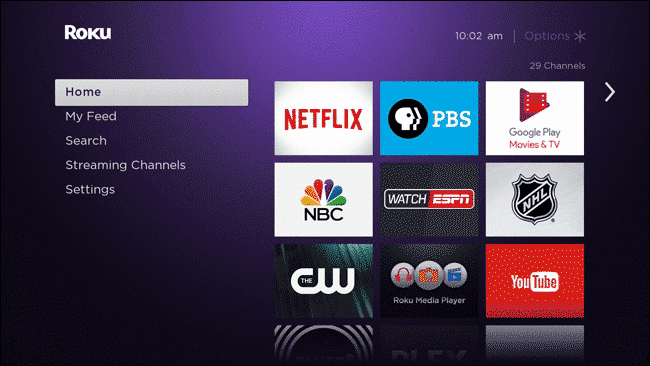 Roku
10:02 am | Options
29 Channels
Home
My Feed
Search
Streaming Channels
Settings
NETFLIX
PBS
Google Play
Movies & TV
NBC
WATCH ESPN
NHL
THE CW
Roku Media Player
YouTube
PLEX